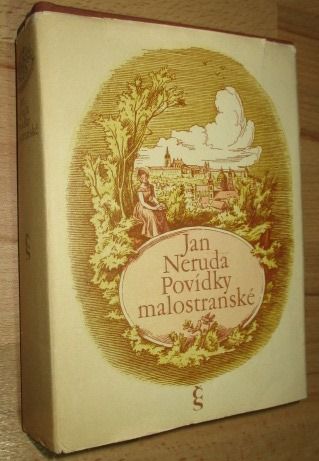 Jan
Neruda
Povídky
malostranské